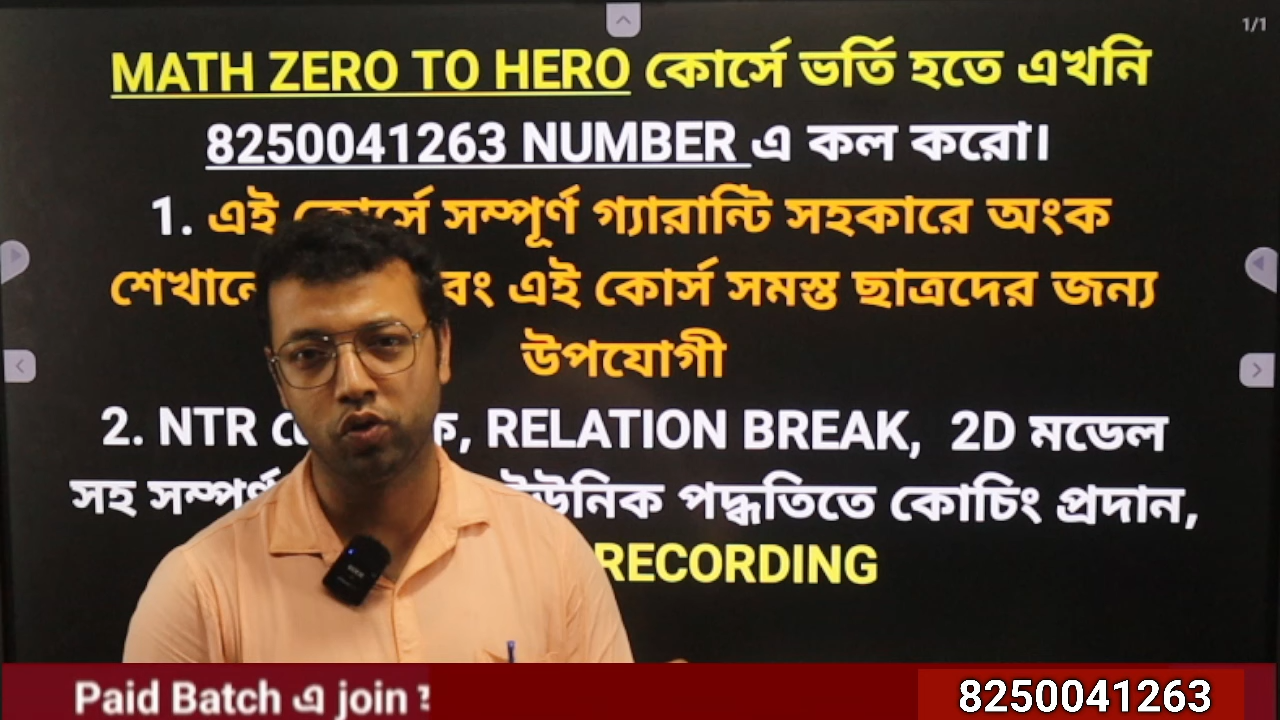 1/1
MATH ZERO TO HERO কোর্সে ভর্তি হতে এখনি
8250041263 NUMBER এ কল করো।
1. এই কোর্সে সম্পূর্ণ গ্যারান্টি সহকারে অংক
এই কোর্স সমস্ত ছাত্রদের জন্য
উপযোগী
2. NTR RELATION BREAK, 2D মডেল
সহ পদ্ধতিতে কোচিং প্রদান,
RECORDING
Paid Batch এ join
8250041263